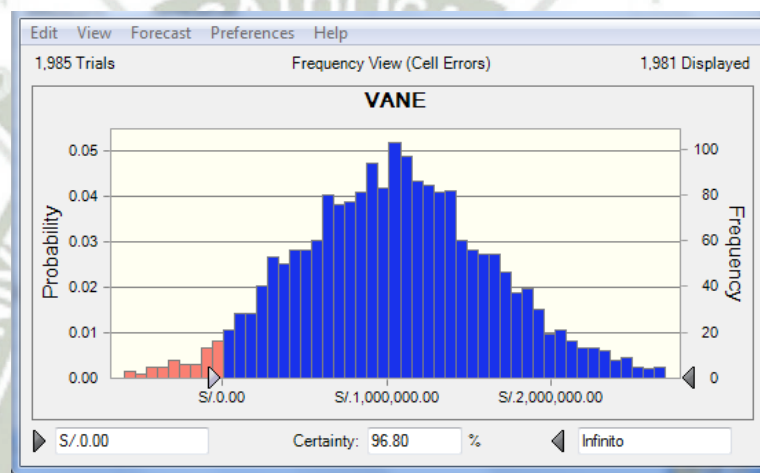 Edit View Forecast Preferences Help
1,985 Trials Frequency View (Cell Errors) 1,981 Displayed
VANE
Probability
0.05
0.04
0.03
0.02
0.01
0.00
100
80
60
40
20
0
Frequency
S/.0.00 S/.1,000,000.00 S/.2,000,000.00
S/.0.00 Certainty: 96.80 % Infinito